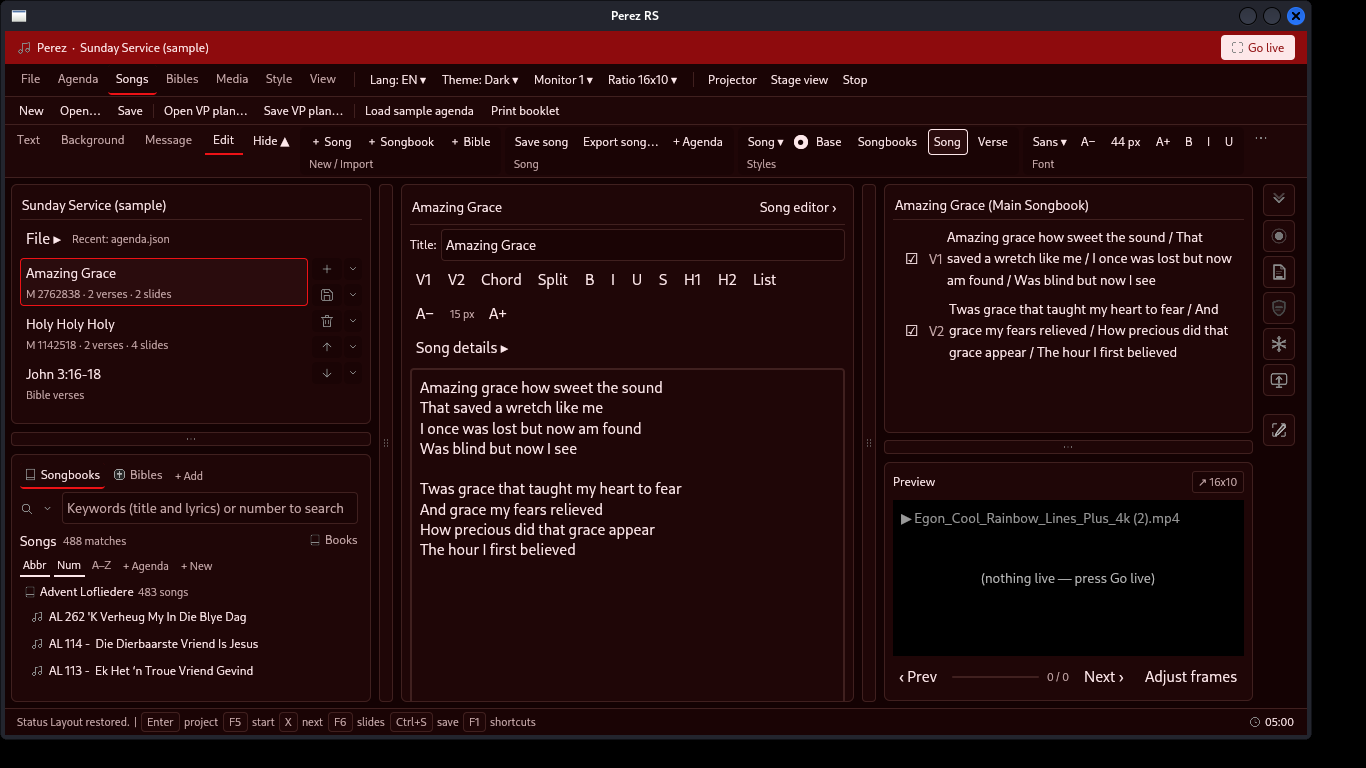 Perez RS
Perez · Sunday Service (sample)
Go live
File Agenda Songs Bibles Media Style View Lang: EN ▾ Theme: Dark ▾ Monitor 1 ▾ Ratio 16x10 ▾ Projector Stage view Stop
New Open… Save Open VP plan… Save VP plan… Load sample agenda Print booklet
Text Background Message Edit Hide ▲ + Song + Songbook + Bible Save song Export song… + Agenda Song ▾ Base Songbooks Song Verse Sans ▾ A− 44 px A+ B I U ⋯
New / Import Song Styles Font
Sunday Service (sample)
File ▸ Recent: agenda.json
Amazing Grace
M 2762838 · 2 verses · 2 slides
Holy Holy Holy
M 1142518 · 2 verses · 4 slides
John 3:16-18
Bible verses
Songbooks Bibles + Add
Keywords (title and lyrics) or number to search
Songs 488 matches Books
Abbr Num A–Z + Agenda + New
Advent Lofliedere 483 songs
AL 262 'K Verheug My In Die Blye Dag
AL 114 - Die Dierbaarste Vriend Is Jesus
AL 113 - Ek Het 'n Troue Vriend Gevind
Amazing Grace Song editor ›
Title: Amazing Grace
V1 V2 Chord Split B I U S H1 H2 List
A− 15 px A+
Song details ▸
Amazing grace how sweet the sound
That saved a wretch like me
I once was lost but now am found
Was blind but now I see
Twas grace that taught my heart to fear
And grace my fears relieved
How precious did that grace appear
The hour I first believed
Amazing Grace (Main Songbook)
Amazing grace how sweet the sound / That
V1 saved a wretch like me / I once was lost but now
am found / Was blind but now I see
Twas grace that taught my heart to fear / And
V2 grace my fears relieved / How precious did that
grace appear / The hour I first believed
Preview ↗ 16x10
▶ Egon_Cool_Rainbow_Lines_Plus_4k (2).mp4
(nothing live — press Go live)
‹ Prev 0 / 0 Next › Adjust frames
Status Layout restored. | Enter project F5 start X next F6 slides Ctrl+S save F1 shortcuts 05:00